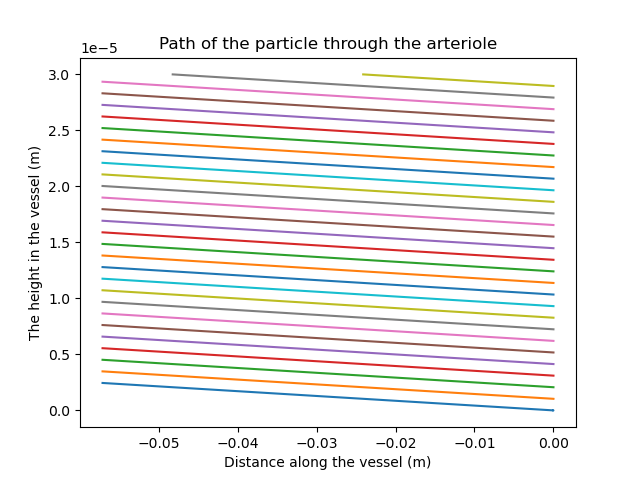 Path of the particle through the arteriole
1e−5
3.0
2.5
2.0
1.5
1.0
0.5
0.0
The height in the vessel (m)
−0.05 −0.04 −0.03 −0.02 −0.01 0.00
Distance along the vessel (m)